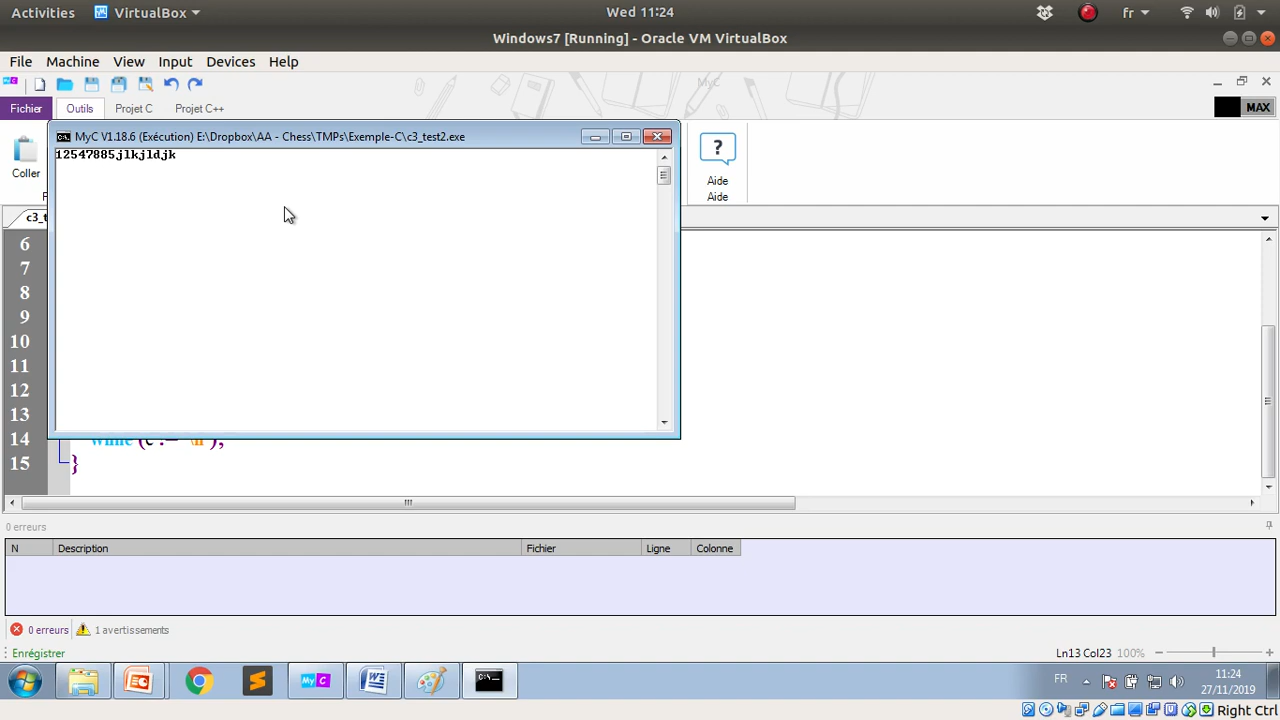 Activities VirtualBox Wed 11:24 fr
Windows7 [Running] - Oracle VM VirtualBox
File Machine View Input Devices Help
MyC
Fichier Outils Projet C Projet C++ MAX
MyC V1.18.6 (Exécution) E:\Dropbox\AA - Chess\TMPs\Exemple-C\c3_test2.exe
12547885jlkjldjk
Coller
?
Aide
Aide
c3_t
6
7
8
9
10
11
12
13
14
15 }
0 erreurs
N Description Fichier Ligne Colonne
0 erreurs 1 avertissements
Enregistrer Ln13 Col23 100%
MyC FR 11:24
27/11/2019
Right Ctrl